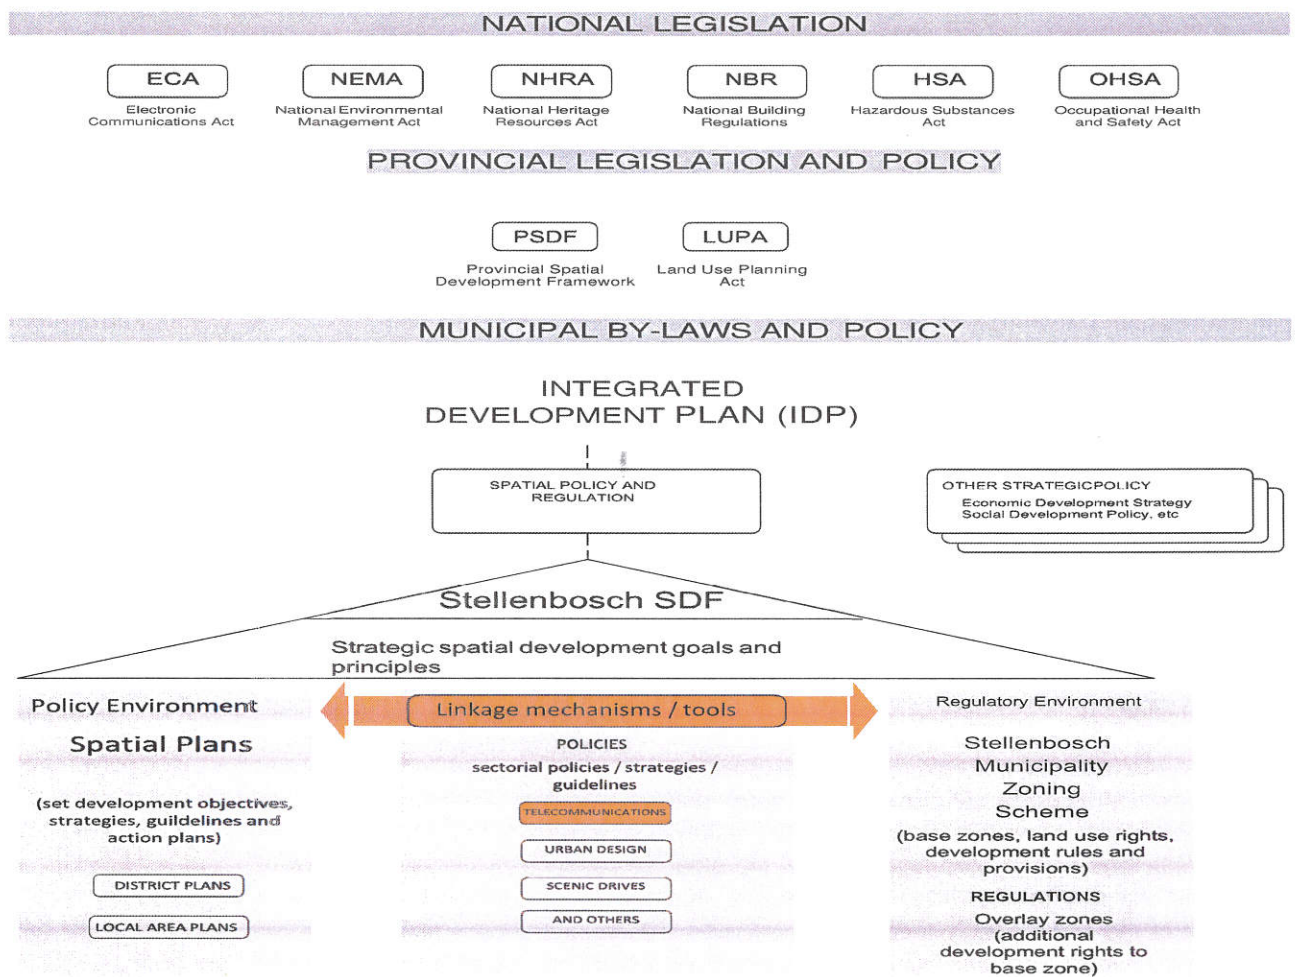 NATIONAL LEGISLATION
ECA
Electronic
Communications Act
NEMA
National Environmental
Management Act
NHRA
National Heritage
Resources Act
NBR
National Building
Regulations
HSA
Hazardous Substances
Act
OHSA
Occupational Health
and Safety Act
PROVINCIAL LEGISLATION AND POLICY
PSDF
Provincial Spatial
Development Framework
LUPA
Land Use Planning
Act
MUNICIPAL BY-LAWS AND POLICY
INTEGRATED
DEVELOPMENT PLAN (IDP)
SPATIAL POLICY AND
REGULATION
OTHER STRATEGICPOLICY
Economic Development Strategy
Social Development Policy, etc
Stellenbosch SDF
Strategic spatial development goals and
principles
Policy Environment
Spatial Plans
(set development objectives,
strategies, guildelines and
action plans)
DISTRICT PLANS
LOCAL AREA PLANS
Linkage mechanisms / tools
POLICIES
sectorial policies / strategies /
guidelines
TELECOMMUNICATIONS
URBAN DESIGN
SCENIC DRIVES
AND OTHERS
Regulatory Environment
Stellenbosch
Municipality
Zoning
Scheme
(base zones, land use rights,
development rules and
provisions)
REGULATIONS
Overlay zones
(additional
development rights to
base zone)